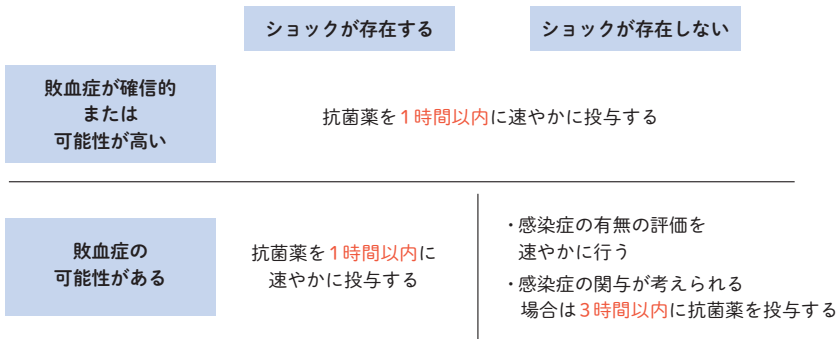 ショックが存在する
ショックが存在しない
敗血症が確信的
または
可能性が高い
抗菌薬を1時間以内に速やかに投与する
敗血症の
可能性がある
抗菌薬を1時間以内に
速やかに投与する
・感染症の有無の評価を
速やかに行う
・感染症の関与が考えられる
場合は3時間以内に抗菌薬を投与する